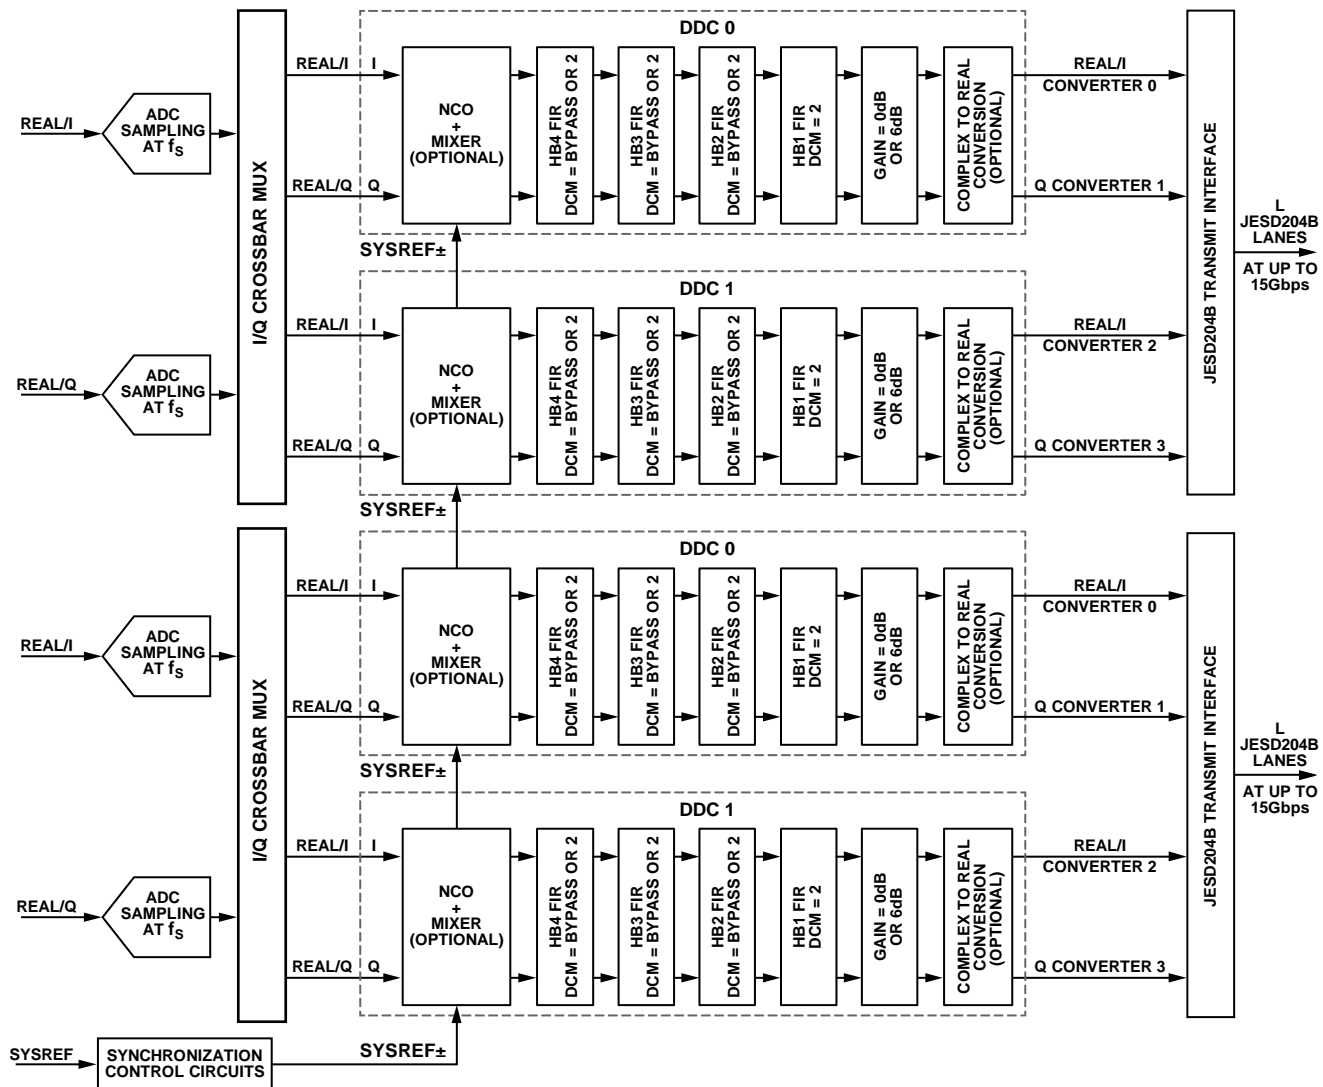 DDC 0
REAL/I
ADC
SAMPLING
AT fS
I/Q CROSSBAR MUX
REAL/I I
REAL/Q Q
NCO
+
MIXER
(OPTIONAL)
HB4 FIR
DCM = BYPASS OR 2
HB3 FIR
DCM = BYPASS OR 2
HB2 FIR
DCM = BYPASS OR 2
HB1 FIR
DCM = 2
GAIN = 0dB
OR 6dB
COMPLEX TO REAL
CONVERSION
(OPTIONAL)
REAL/I
CONVERTER 0
Q CONVERTER 1
JESD204B TRANSMIT INTERFACE
L
JESD204B
LANES
AT UP TO
15Gbps
SYSREF±
DDC 1
REAL/Q
ADC
SAMPLING
AT fS
REAL/I I
REAL/Q Q
NCO
+
MIXER
(OPTIONAL)
HB4 FIR
DCM = BYPASS OR 2
HB3 FIR
DCM = BYPASS OR 2
HB2 FIR
DCM = BYPASS OR 2
HB1 FIR
DCM = 2
GAIN = 0dB
OR 6dB
COMPLEX TO REAL
CONVERSION
(OPTIONAL)
REAL/I
CONVERTER 2
Q CONVERTER 3
SYSREF±
DDC 0
REAL/I
ADC
SAMPLING
AT fS
I/Q CROSSBAR MUX
REAL/I I
REAL/Q Q
NCO
+
MIXER
(OPTIONAL)
HB4 FIR
DCM = BYPASS OR 2
HB3 FIR
DCM = BYPASS OR 2
HB2 FIR
DCM = BYPASS OR 2
HB1 FIR
DCM = 2
GAIN = 0dB
OR 6dB
COMPLEX TO REAL
CONVERSION
(OPTIONAL)
REAL/I
CONVERTER 0
Q CONVERTER 1
JESD204B TRANSMIT INTERFACE
L
JESD204B
LANES
AT UP TO
15Gbps
SYSREF±
DDC 1
REAL/Q
ADC
SAMPLING
AT fS
REAL/I I
REAL/Q Q
NCO
+
MIXER
(OPTIONAL)
HB4 FIR
DCM = BYPASS OR 2
HB3 FIR
DCM = BYPASS OR 2
HB2 FIR
DCM = BYPASS OR 2
HB1 FIR
DCM = 2
GAIN = 0dB
OR 6dB
COMPLEX TO REAL
CONVERSION
(OPTIONAL)
REAL/I
CONVERTER 2
Q CONVERTER 3
SYSREF
SYNCHRONIZATION
CONTROL CIRCUITS
SYSREF±